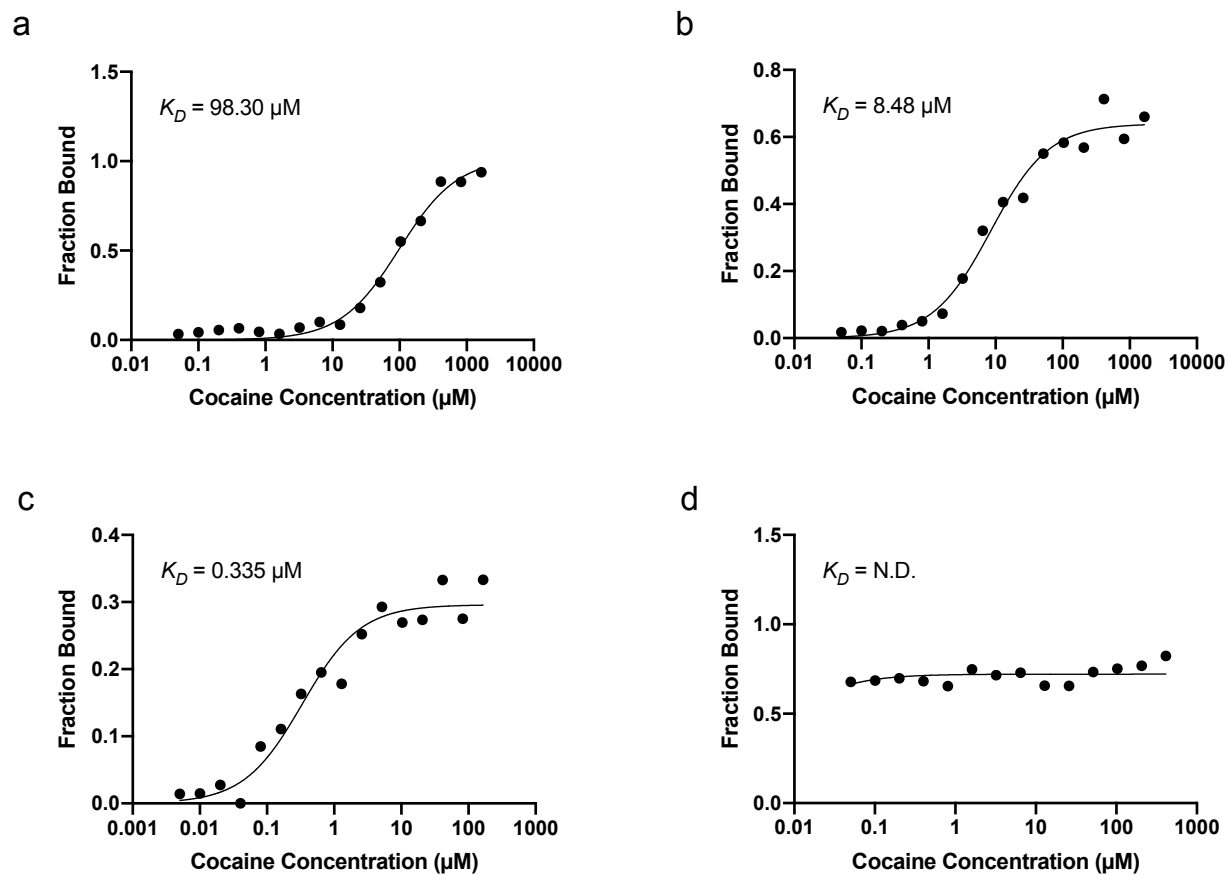 a
K_D = 98.30 µM
1.5
1.0
0.5
0.0
Fraction Bound
0.01 0.1 1 10 100 1000 10000
Cocaine Concentration (µM)
b
K_D = 8.48 µM
0.8
0.6
0.4
0.2
0.0
Fraction Bound
0.01 0.1 1 10 100 1000 10000
Cocaine Concentration (µM)
c
K_D = 0.335 µM
0.4
0.3
0.2
0.1
0.0
Fraction Bound
0.001 0.01 0.1 1 10 100 1000
Cocaine Concentration (µM)
d
K_D = N.D.
1.5
1.0
0.5
0.0
Fraction Bound
0.01 0.1 1 10 100 1000
Cocaine Concentration (µM)